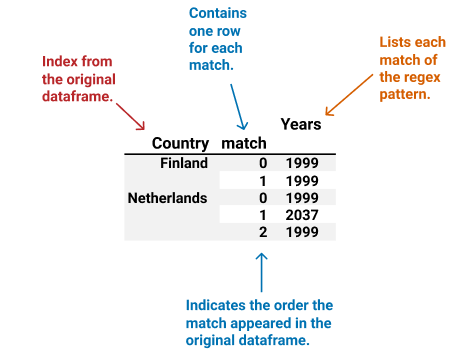 Contains
one row
for each
match.
Index from
the original
dataframe.
Lists each
match of
the regex
pattern.
Years
Country match
Finland 0 1999
1 1999
Netherlands 0 1999
1 2037
2 1999
Indicates the order the
match appeared in the
original dataframe.